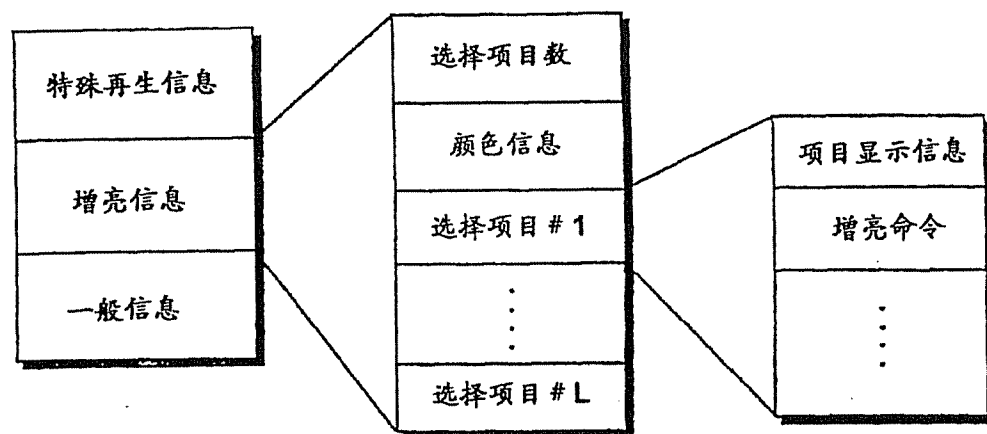 特殊再生信息
增亮信息
一般信息
选择项目数
颜色信息
选择项目#1
选择项目#L
项目显示信息
增亮命令